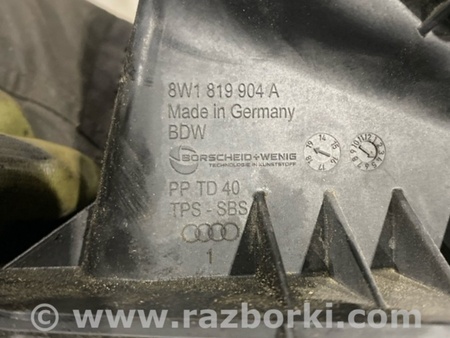 8W1 819 904 A
Made in Germany
BDW
BÖRSCHEID+WENIG
TECHNOLOGIE IN KUNSTSTOFF
PP TD 40
TPS - SBS
1
www.razborki.com